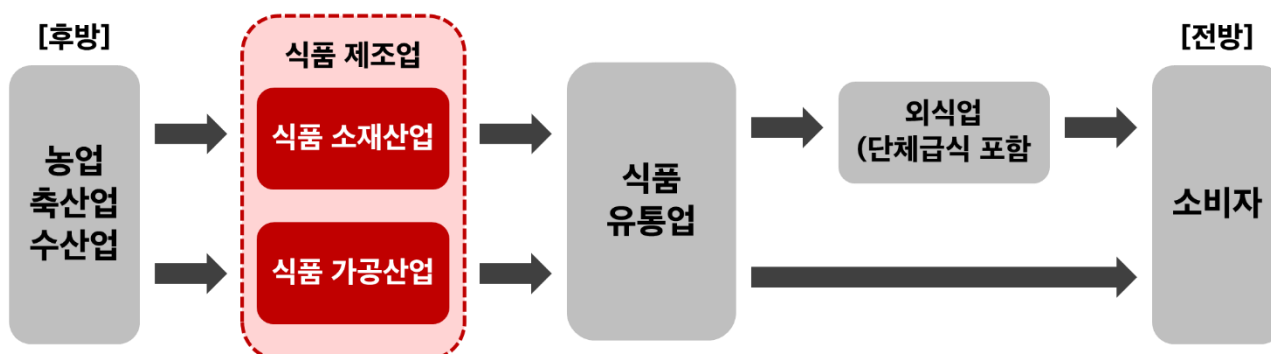 [후방]
농업
축산업
수산업
식품 제조업
식품 소재산업
식품 가공산업
식품
유통업
외식업
(단체급식 포함
[전방]
소비자